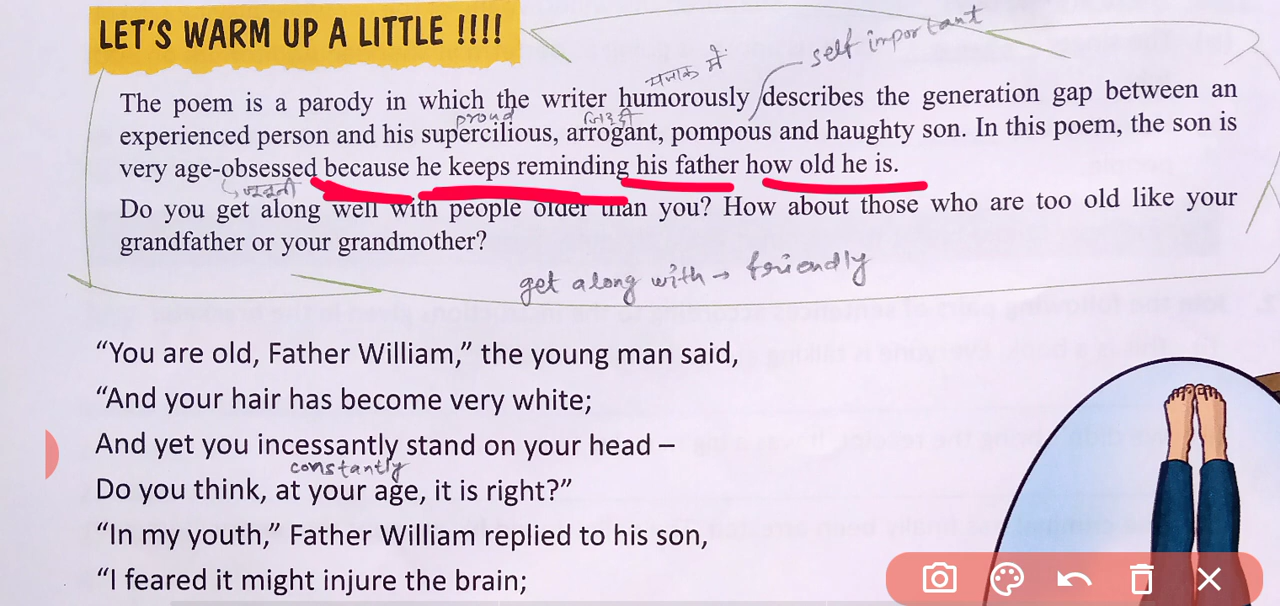 LET'S WARM UP A LITTLE !!!!
self important
मजाक में
The poem is a parody in which the writer humorously describes the generation gap between an
proud
experienced person and his supercilious, arrogant, pompous and haughty son. In this poem, the son is
very age-obsessed because he keeps reminding his father how old he is.
Do you get along well with people older than you? How about those who are too old like your
grandfather or your grandmother?
get along with → friendly
“You are old, Father William,” the young man said,
“And your hair has become very white;
And yet you incessantly stand on your head –
constantly
Do you think, at your age, it is right?”
“In my youth,” Father William replied to his son,
“I feared it might injure the brain;